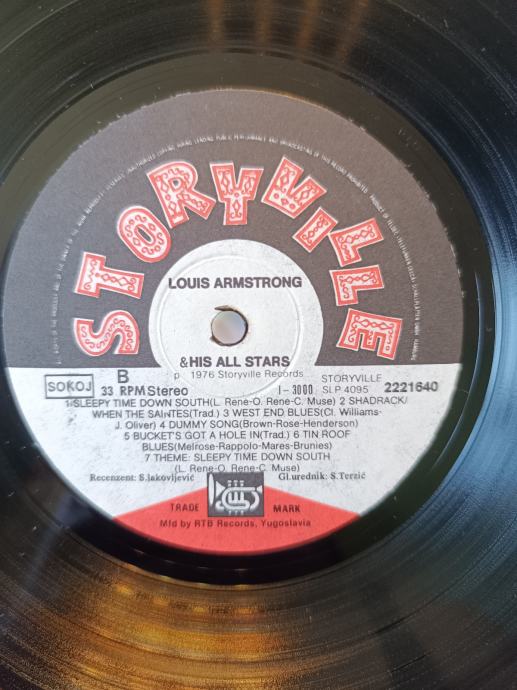 STORYVILLE
LOUIS ARMSTRONG
& HIS ALL STARS
p 1976 Storyville Records
SOKOJ
B
33 RPM Stereo
I-3000
STORYVILLE
SLP 4095
2221640
1 SLEEPY TIME DOWN SOUTH(L. Rene-O. Rene-C. Muse) 2 SHADRACK/
WHEN THE SAINTES(Trad.) 3 WEST END BLUES(Cl. Williams-
J. Oliver) 4 DUMMY SONG(Brown-Rose-Henderson)
5 BUCKET'S GOT A HOLE IN(Trad.) 6 TIN ROOF
BLUES(Melrose-Rappolo-Mares-Brunies)
7 THEME: SLEEPY TIME DOWN SOUTH
(L. Rene-O. Rene-C. Muse)
Recenzent: S.Jakovljević
Gl.urednik: S.Terzić
TRADE MARK
Mfd by RTB Records, Yugoslavia